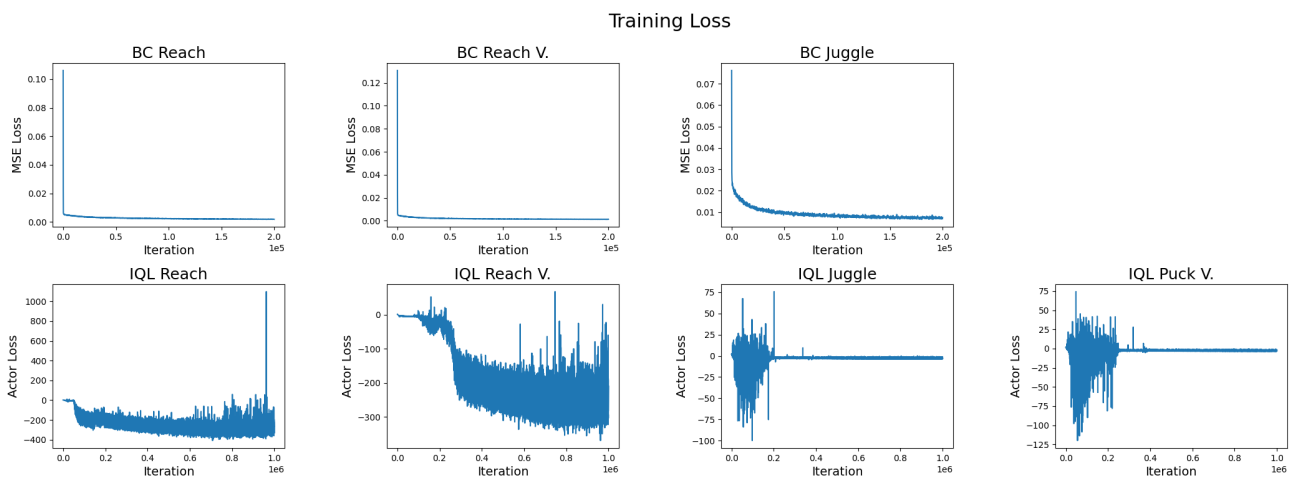 Training Loss
BC Reach
MSE Loss
0.10
0.08
0.06
0.04
0.02
0.00
0.0 0.5 1.0 1.5 2.0
1e5
Iteration
BC Reach V.
MSE Loss
0.12
0.10
0.08
0.06
0.04
0.02
0.00
0.0 0.5 1.0 1.5 2.0
1e5
Iteration
BC Juggle
MSE Loss
0.07
0.06
0.05
0.04
0.03
0.02
0.01
0.0 0.5 1.0 1.5 2.0
1e5
Iteration
IQL Reach
Actor Loss
1000
800
600
400
200
0
−200
−400
0.0 0.2 0.4 0.6 0.8 1.0
1e6
Iteration
IQL Reach V.
Actor Loss
0
−100
−200
−300
0.0 0.2 0.4 0.6 0.8 1.0
1e6
Iteration
IQL Juggle
Actor Loss
75
50
25
0
−25
−50
−75
−100
0.0 0.2 0.4 0.6 0.8 1.0
1e6
Iteration
IQL Puck V.
Actor Loss
75
50
25
0
−25
−50
−75
−100
−125
0.0 0.2 0.4 0.6 0.8 1.0
1e6
Iteration